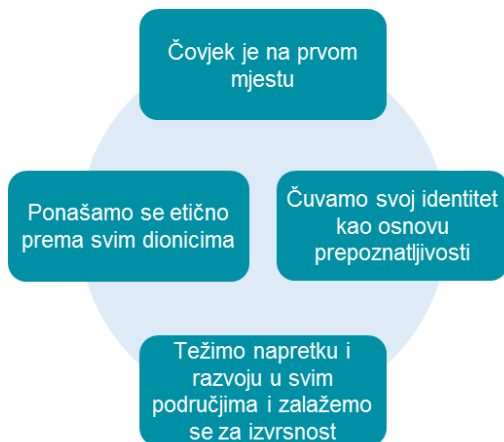 Čovjek je na prvom
mjestu
Ponašamo se etično
prema svim dionicima
Čuvamo svoj identitet
kao osnovu
prepoznatljivosti
Težimo napretku i
razvoju u svim
područjima i zalažemo
se za izvrsnost